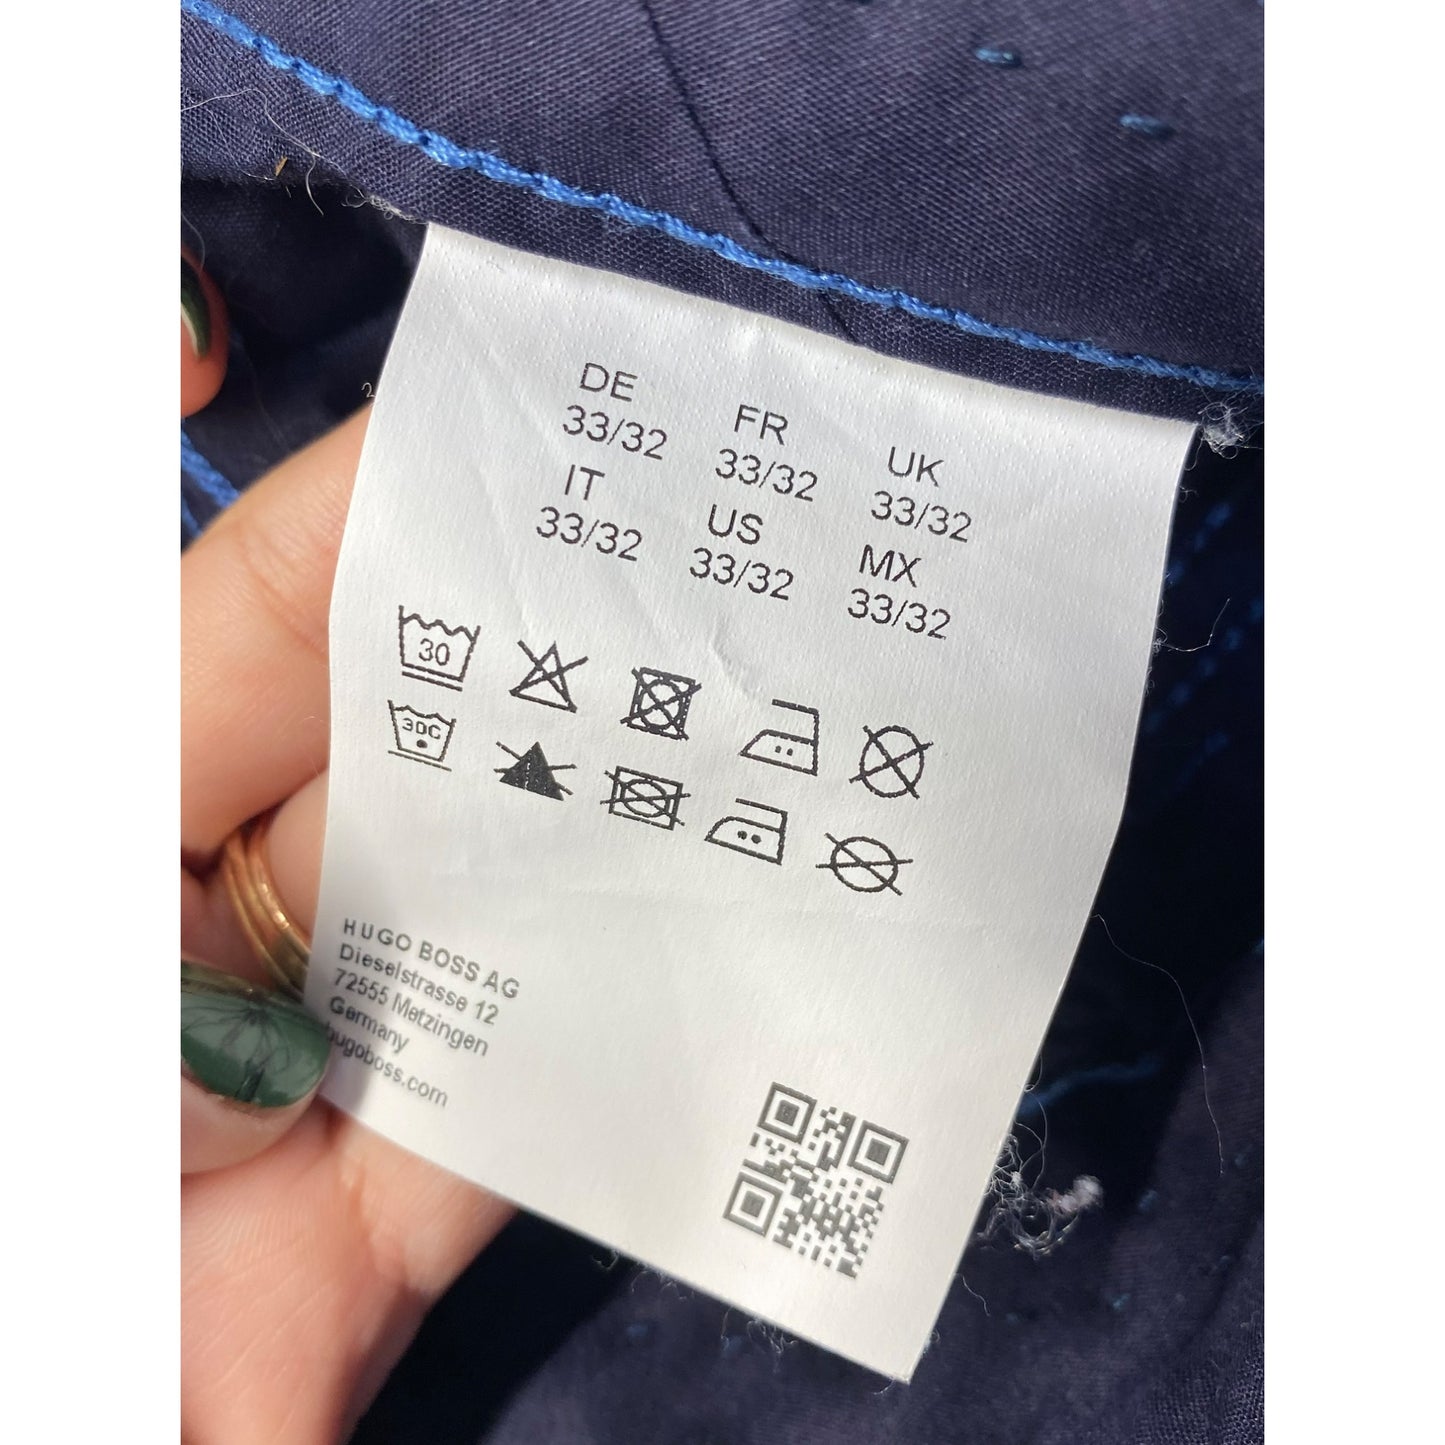 DE FR UK
33/32 33/32 33/32
IT US MX
33/32 33/32 33/32
30
30C
HUGO BOSS AG
Dieselstrasse 12
72555 Metzingen
Germany
hugoboss.com